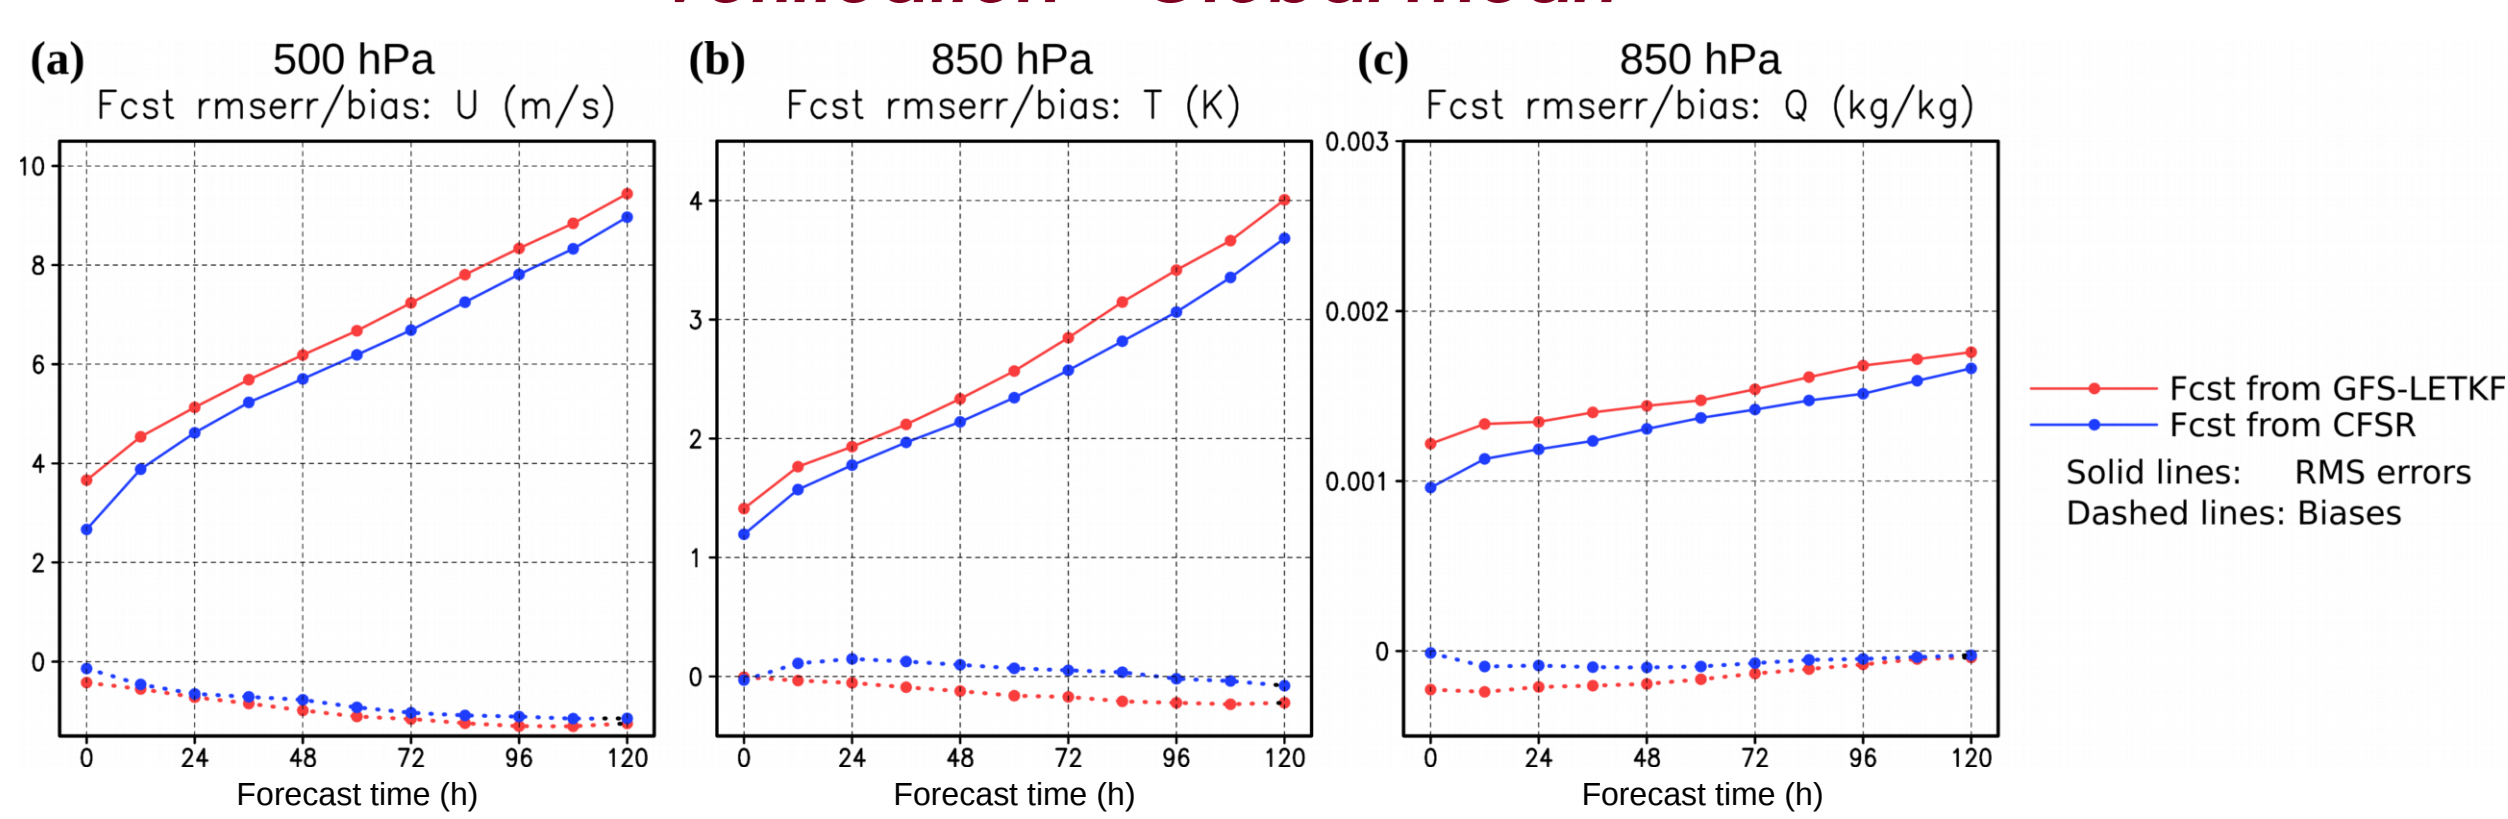 (a) 500 hPa
Fcst rmserr/bias: U (m/s)
10
8
6
4
2
0
0 24 48 72 96 120
Forecast time (h)
(b) 850 hPa
Fcst rmserr/bias: T (K)
4
3
2
1
0
0 24 48 72 96 120
Forecast time (h)
(c) 850 hPa
Fcst rmserr/bias: Q (kg/kg)
0.003
0.002
0.001
0
0 24 48 72 96 120
Forecast time (h)
Fcst from GFS-LETKF
Fcst from CFSR
Solid lines: RMS errors
Dashed lines: Biases